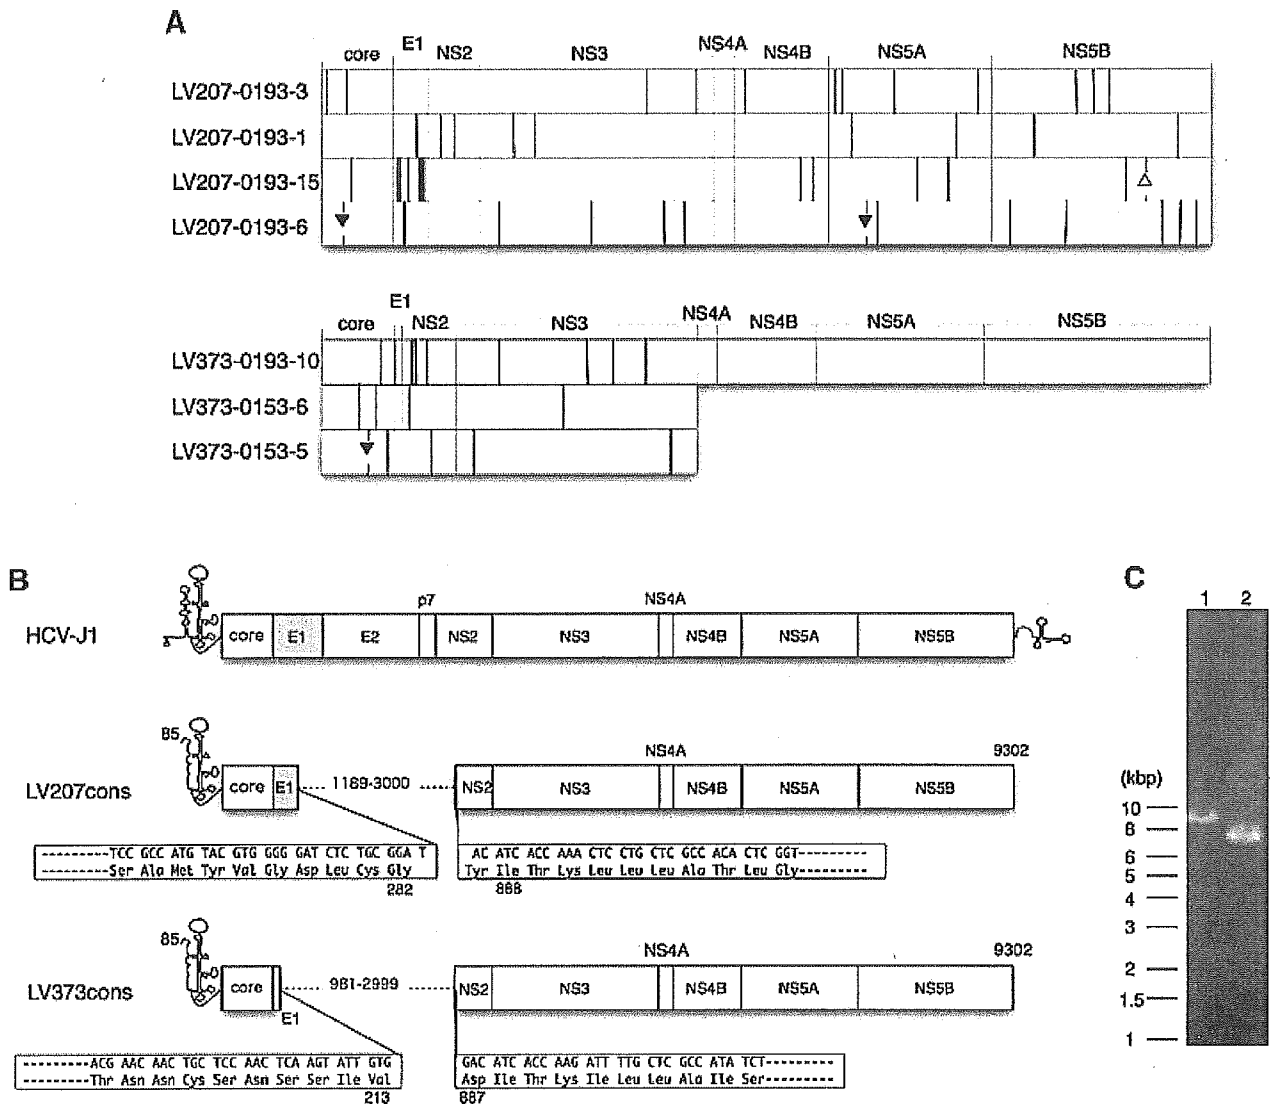 A
core E1 NS2 NS3 NS4A NS4B NS5A NS5B
LV207-0193-3
LV207-0193-1
LV207-0193-15
LV207-0193-6
core E1 NS2 NS3 NS4A NS4B NS5A NS5B
LV373-0193-10
LV373-0153-6
LV373-0153-5
B
HCV-J1
core E1 E2 p7 NS2 NS3 NS4A NS4B NS5A NS5B
LV207cons
85
NS4A
9302
core E1 1189-3000 NS2 NS3 NS4B NS5A NS5B
---------TCC GCC ATG TAC GTG GGG GAT CTC TGC GGA T
---------Ser Ala Met Tyr Val Gly Asp Leu Cys Gly
282
AC ATC ACC AAA CTC CTG CTC GCC ACA CTC GGT---------
Tyr Ile Thr Lys Leu Leu Leu Ala Thr Leu Gly---------
888
LV373cons
85
NS4A
9302
core E1 981-2999 NS2 NS3 NS4B NS5A NS5B
---------ACG AAC AAC TGC TCC AAC TCA AGT ATT GTG
---------Thr Asn Asn Cys Ser Asn Ser Ser Ile Val
213
GAC ATC ACC AAG ATT TTG CTC GCC ATA TCT---------
Asp Ile Thr Lys Ile Leu Leu Ala Ile Ser---------
887
C
1 2
(kbp)
10
8
6
5
4
3
2
1.5
1